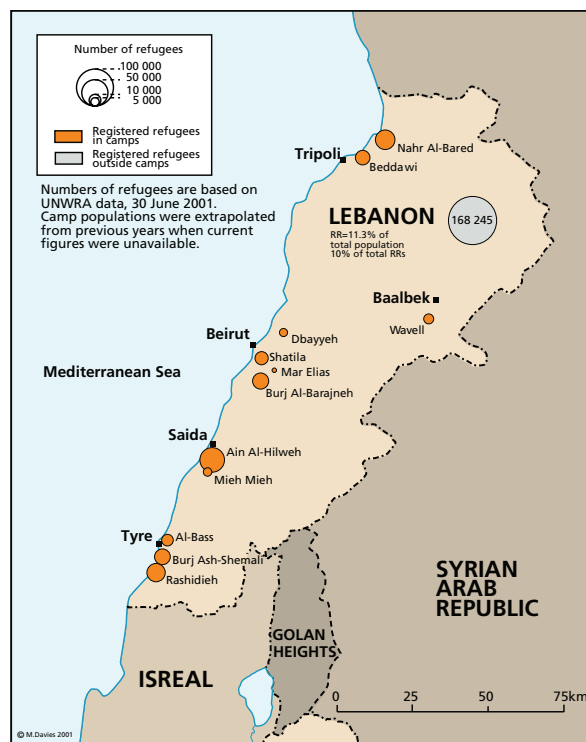 Number of refugees
100 000
50 000
10 000
5 000
Registered refugees
in camps
Registered refugees
outside camps
Numbers of refugees are based on
UNWRA data, 30 June 2001.
Camp populations were extrapolated
from previous years when current
figures were unavailable.
Tripoli
Nahr Al-Bared
Beddawi
LEBANON
168 245
RR=11.3% of
total population
10% of total RRs
Baalbek
Wavell
Beirut
Dbayyeh
Shatila
Mar Elias
Burj Al-Barajneh
Mediterranean Sea
Saida
Ain Al-Hilweh
Mieh Mieh
Tyre
Al-Bass
Burj Ash-Shemali
Rashidieh
SYRIAN
ARAB
REPUBLIC
GOLAN
HEIGHTS
ISREAL
0 25 50 75km
© M.Davies 2001